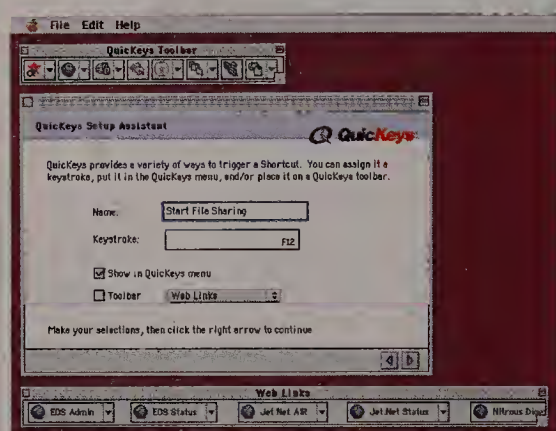 File Edit Help
QuicKeys Toolbar
QuicKeys Setup Assistant
QuicKeys
QuicKeys provides a variety of ways to trigger a Shortcut. You can assign it a
keystroke, put it in the QuicKeys menu, and/or place it on a QuicKeys toolbar.
Name: Start File Sharing
Keystroke: F12
Show in QuicKeys menu
Toolbar Web Links
Make your selections, then click the right arrow to continue
Web Links
EDS Admin EDS Status Jet Net ASR Jet.Net Status Nitrous Diges